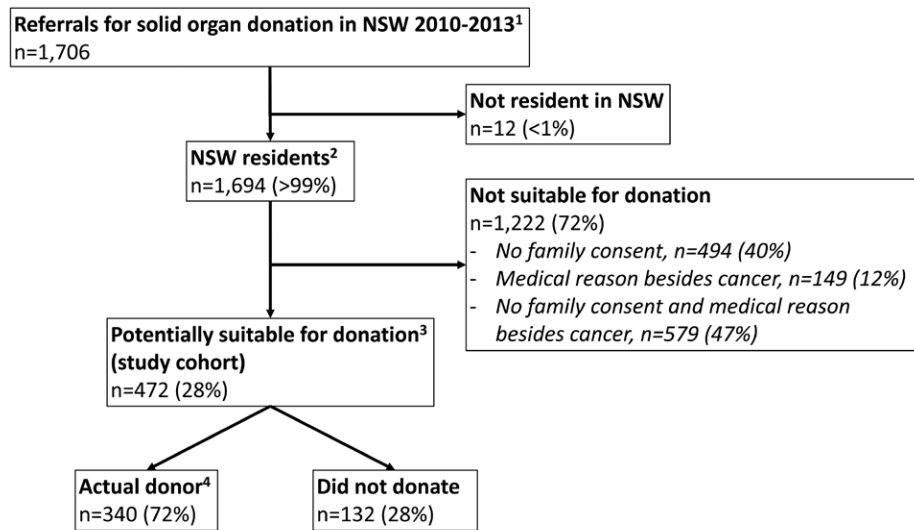 Referrals for solid organ donation in NSW 2010-2013¹
n=1,706
Not resident in NSW
n=12 (<1%)
NSW residents²
n=1,694 (>99%)
Not suitable for donation
n=1,222 (72%)
- No family consent, n=494 (40%)
- Medical reason besides cancer, n=149 (12%)
- No family consent and medical reason
besides cancer, n=579 (47%)
Potentially suitable for donation³
(study cohort)
n=472 (28%)
Actual donor⁴
n=340 (72%)
Did not donate
n=132 (28%)